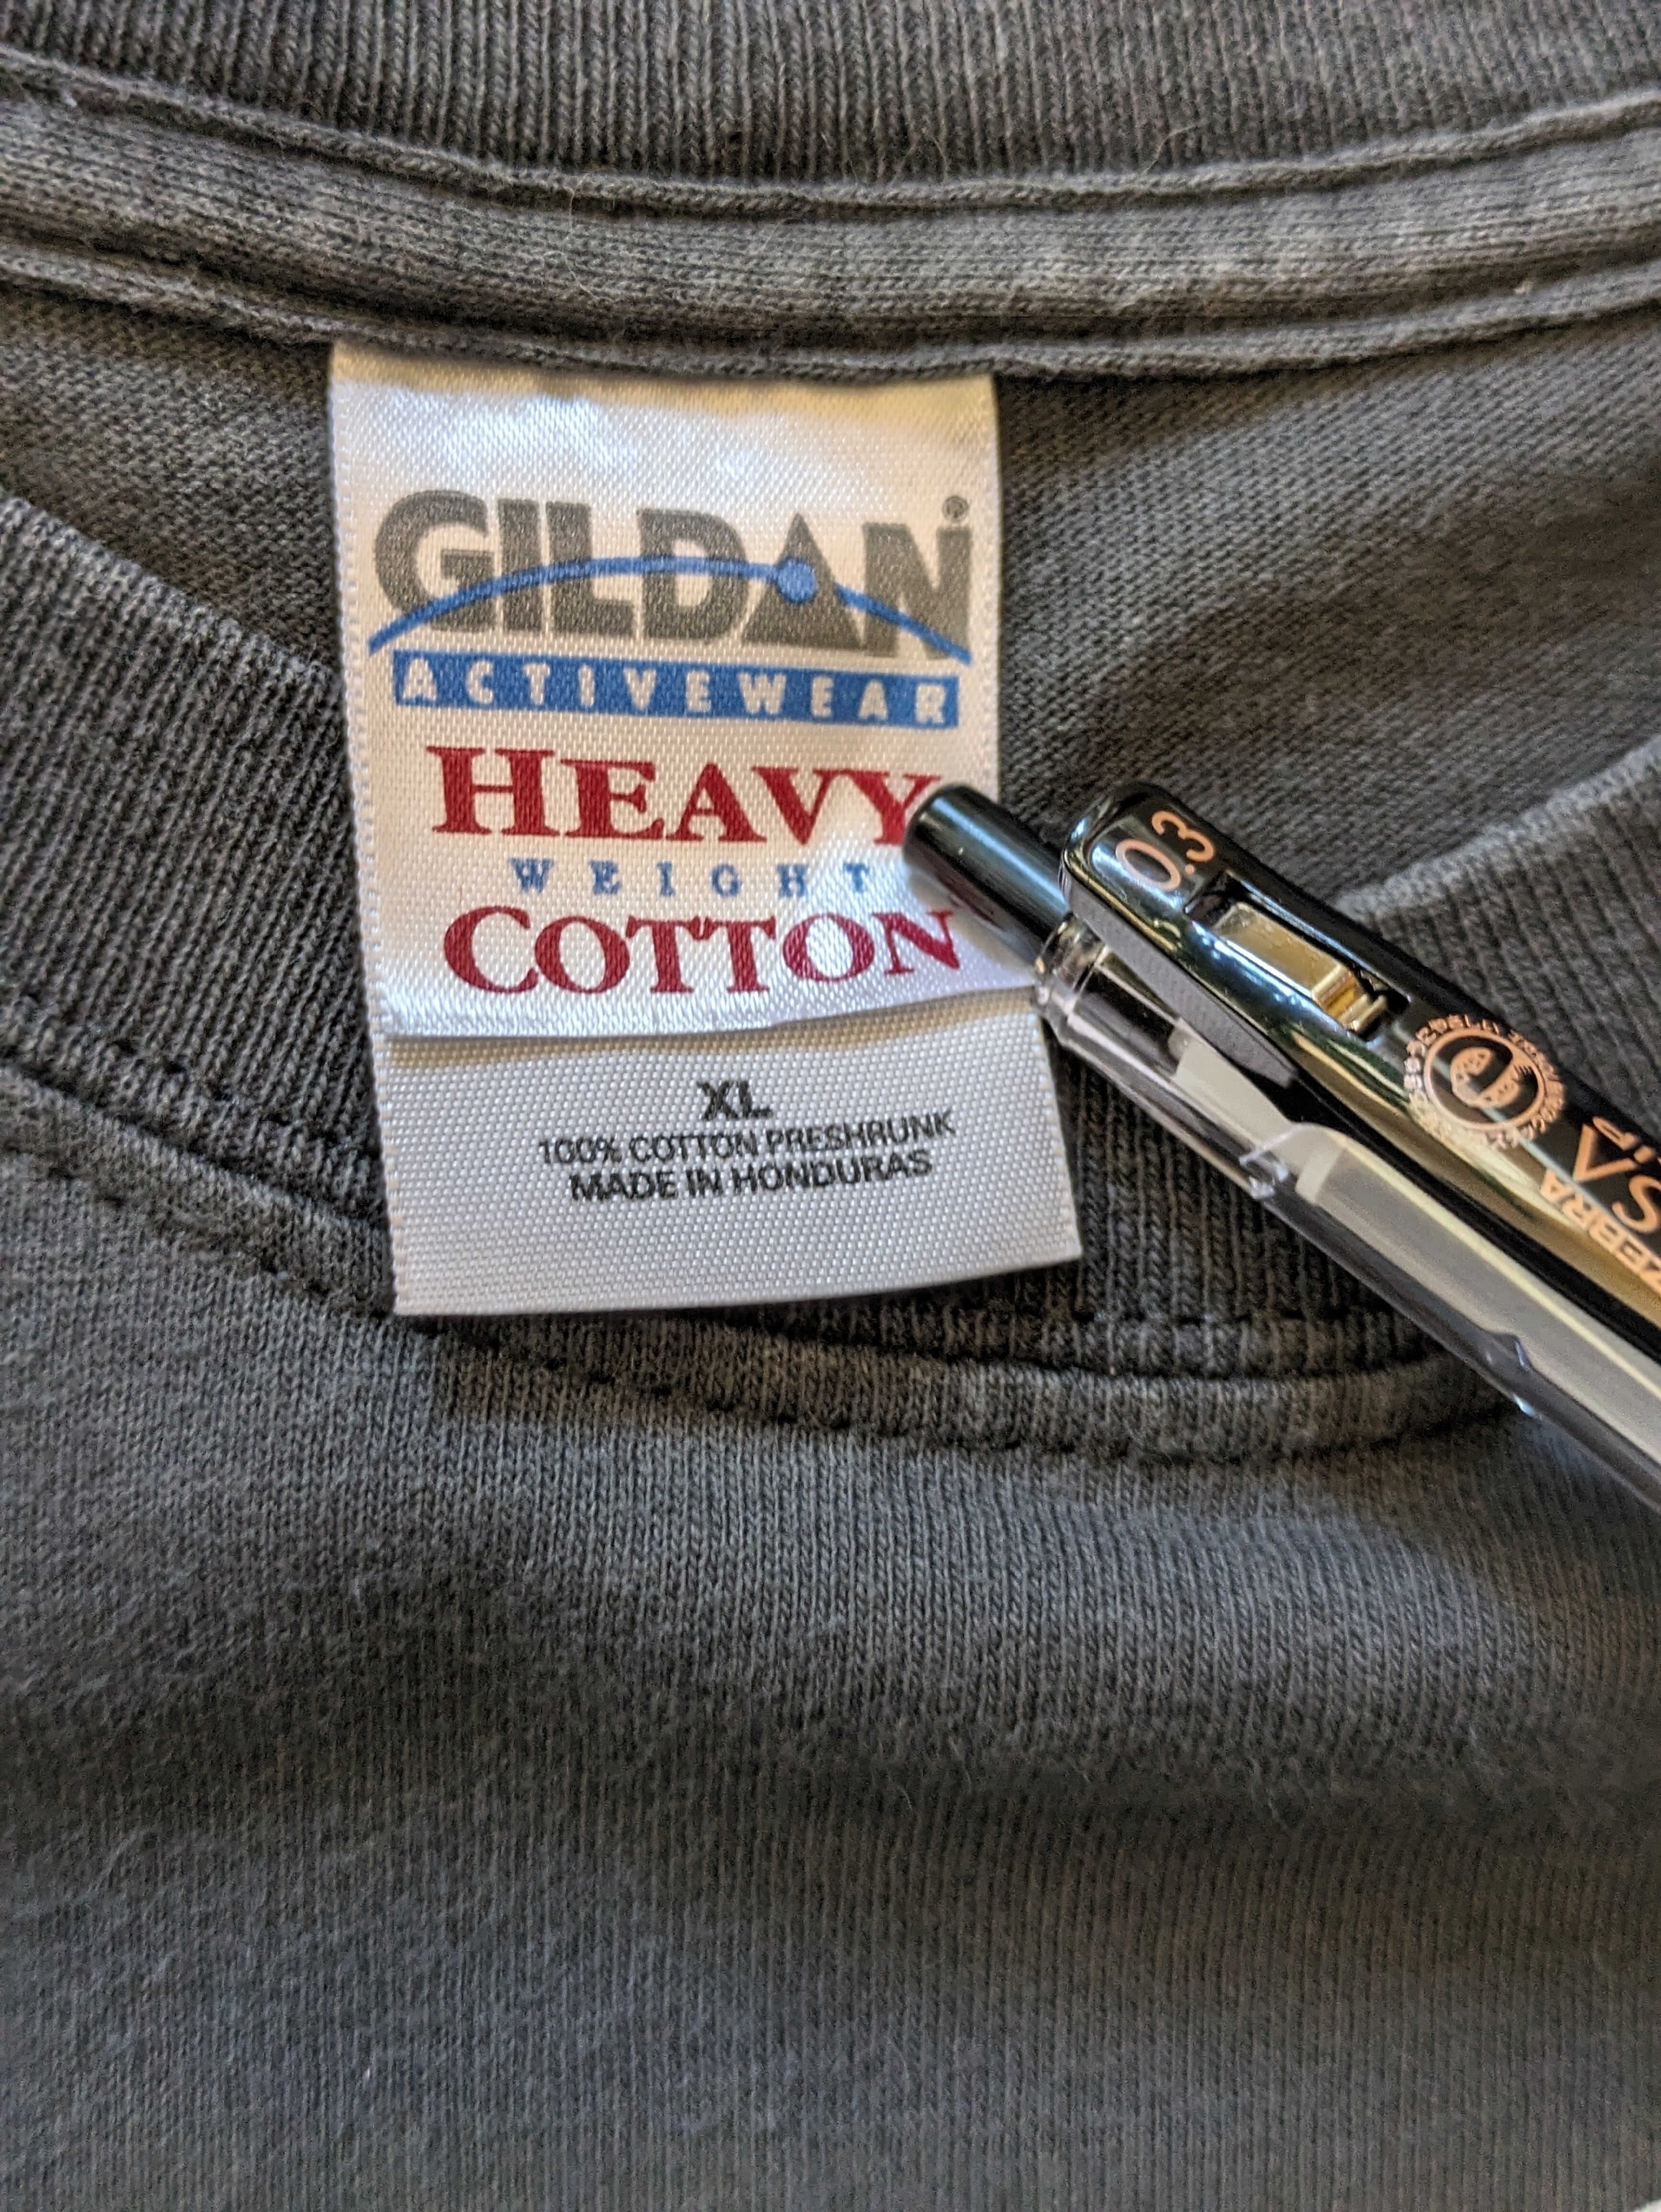 GILDAN®
ACTIVEWEAR
HEAVY
WEIGHT
COTTON
XL
100% COTTON PRESHRUNK
MADE IN HONDURAS
0.3
ZEBRA